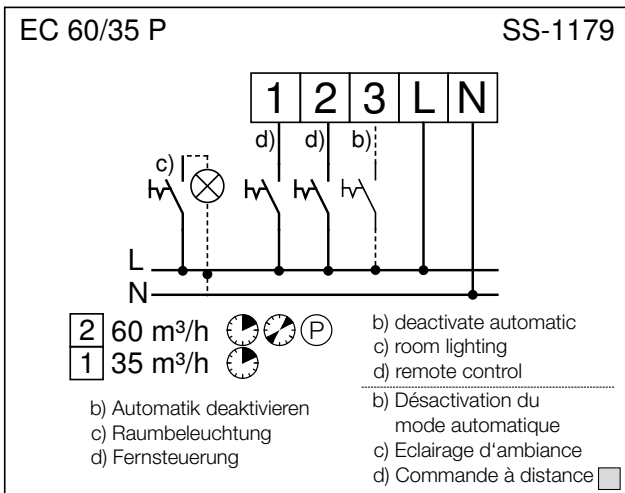 EC 60/35 P SS-1179
1 2 3 L N
d) d) b)
c)
L
N
2 60 m³/h P
1 35 m³/h
b) Automatik deaktivieren
c) Raumbeleuchtung
d) Fernsteuerung
b) deactivate automatic
c) room lighting
d) remote control
b) Désactivation du
mode automatique
c) Eclairage d'ambiance
d) Commande à distance